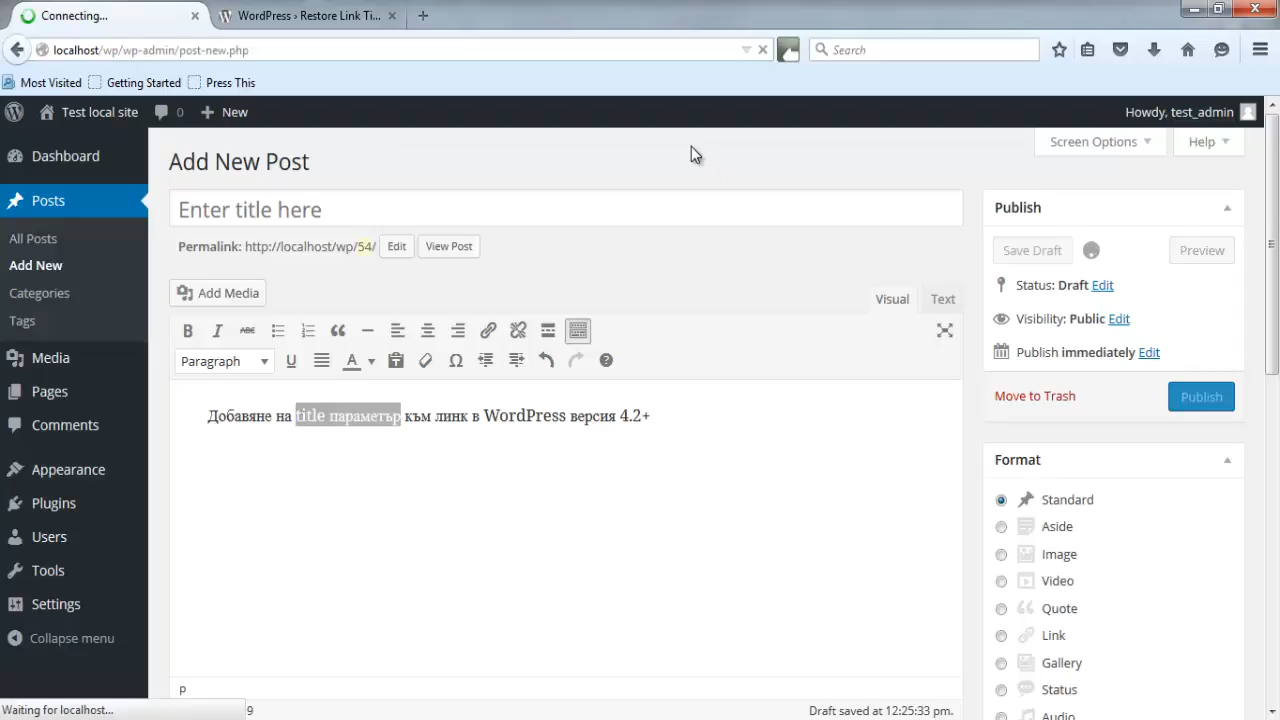 Connecting...
WordPress › Restore Link Ti...
localhost/wp/wp-admin/post-new.php
Search
Most Visited
Getting Started
Press This
Test local site
0
New
Howdy, test_admin
Dashboard
Posts
All Posts
Add New
Categories
Tags
Media
Pages
Comments
Appearance
Plugins
Users
Tools
Settings
Collapse menu
Add New Post
Screen Options
Help
Enter title here
Permalink: http://localhost/wp/54/
Edit
View Post
Add Media
Visual
Text
B I ABC
Paragraph
U
A
Добавяне на title параметър към линк в WordPress версия 4.2+
p
Waiting for localhost...
9
Draft saved at 12:25:33 pm.
Publish
Save Draft
Preview
Status: Draft Edit
Visibility: Public Edit
Publish immediately Edit
Move to Trash
Publish
Format
Standard
Aside
Image
Video
Quote
Link
Gallery
Status
Audio